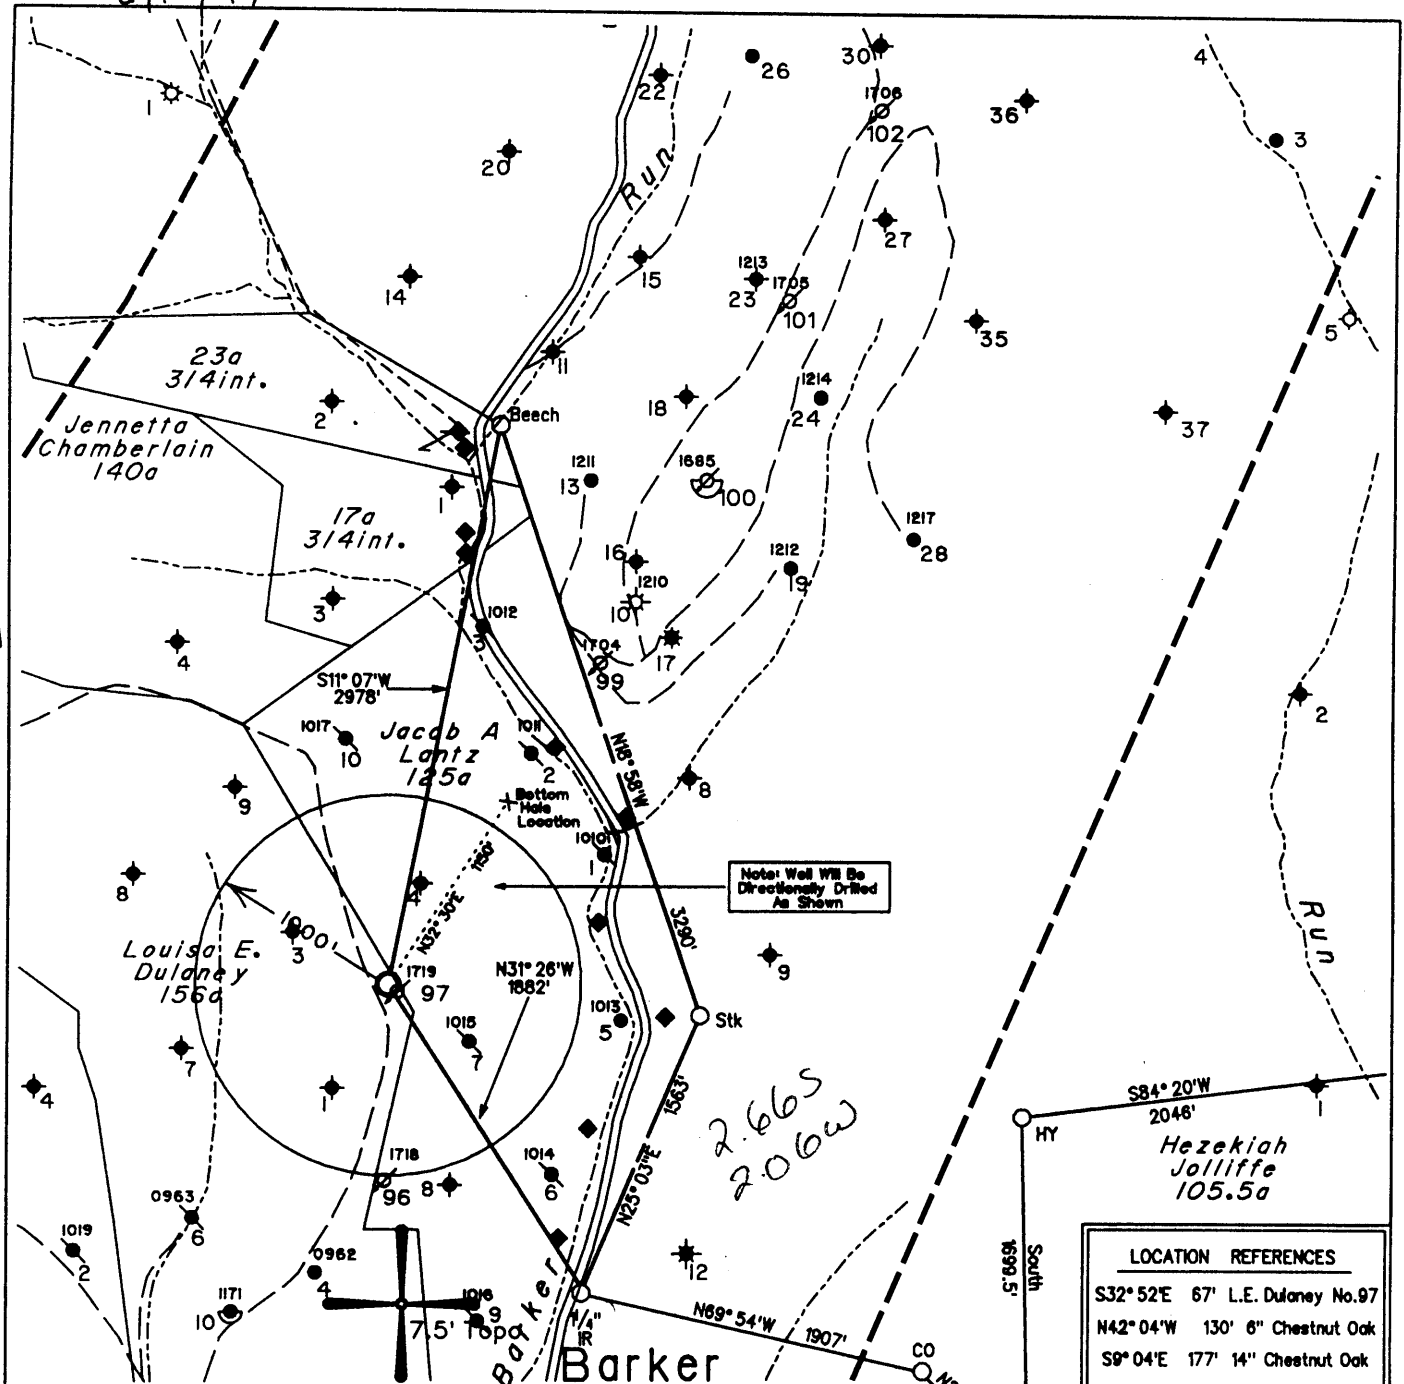 22
26
30
1706
102
36
4
3
1
20
Run
27
14
15
1213
23
1705
101
35
5
23a
3/4int.
11
2
Beech
18
1214
24
37
Jennetta
Chamberlain
140a
1
1211
13
1685
100
17a
3/4int.
16
1210
10
1212
19
1217
28
3
1012
3
4
1704
99
17
S11° 07'W
2978'
2
1017
10
Jacob A
Lantz
125a
1011
2
N18° 58'W
8
9
Bottom
Hole
Location
1010
1
8
4
1150'
N32° 30'E
Note: Well Will Be
Directionally Drilled
As Shown
3290'
Run
1000'
3
Louisa E.
Dulaney
156a
1719
97
N31° 26'W
1882'
9
1013
5
Stk
1015
7
7
4
1
1563'
2.66S
2.06W
S84° 20'W
2046'
1
HY
Hezekiah
Jolliffe
105.5a
1718
96
8
1014
6
N25° 03'E
0963
6
1019
2
0962
4
12
South
1699.5'
1171
10
1016
9
7.5' Topo
1/4"
IR
N69° 54'W
1907'
CO
Barker
Barker
LOCATION REFERENCES
S32° 52'E 67' L.E. Dulaney No.97
N42° 04'W 130' 6" Chestnut Oak
S9° 04'E 177' 14" Chestnut Oak